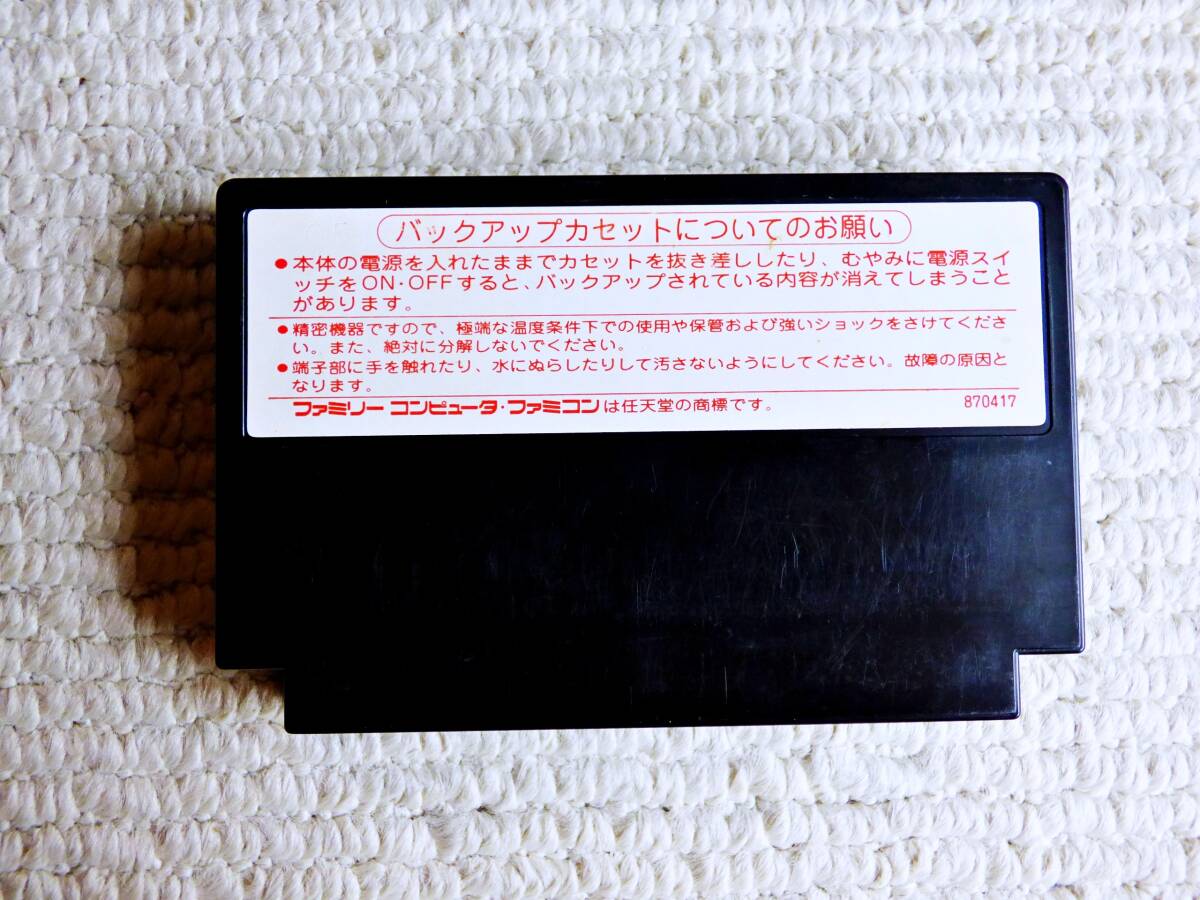 バックアップカセットについてのお願い
●本体の電源を入れたままでカセットを抜き差ししたり、むやみに電源スイ
ッチをON・OFFすると、バックアップされている内容が消えてしまうこと
があります。
●精密機器ですので、極端な温度条件下での使用や保管および強いショックをさけてくださ
い。また、絶対に分解しないでください。
●端子部に手を触れたり、水にぬらしたりして汚さないようにしてください。故障の原因と
なります。
ファミリー コンピュータ・ファミコンは任天堂の商標です。 870417